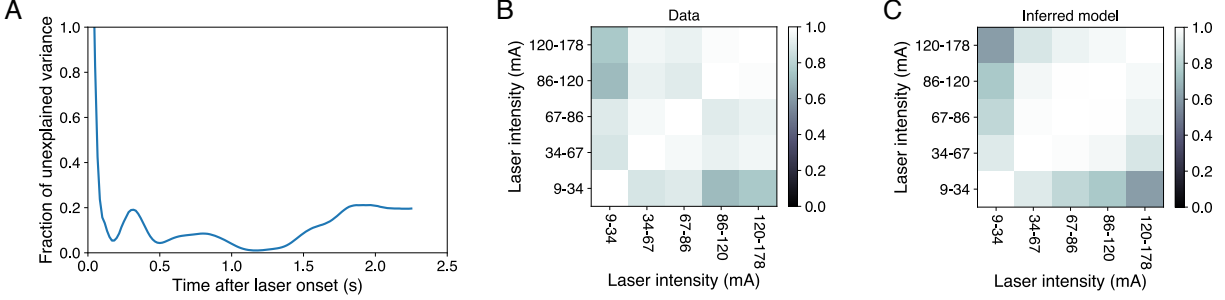 A
Fraction of unexplained variance
1.0
0.8
0.6
0.4
0.2
0.0
0.0 0.5 1.0 1.5 2.0 2.5
Time after laser onset (s)
B
Data
Laser intensity (mA)
120-178
86-120
67-86
34-67
9-34
9-34 34-67 67-86 86-120 120-178
Laser intensity (mA)
1.0
0.8
0.6
0.4
0.2
0.0
C
Inferred model
Laser intensity (mA)
120-178
86-120
67-86
34-67
9-34
9-34 34-67 67-86 86-120 120-178
Laser intensity (mA)
1.0
0.8
0.6
0.4
0.2
0.0